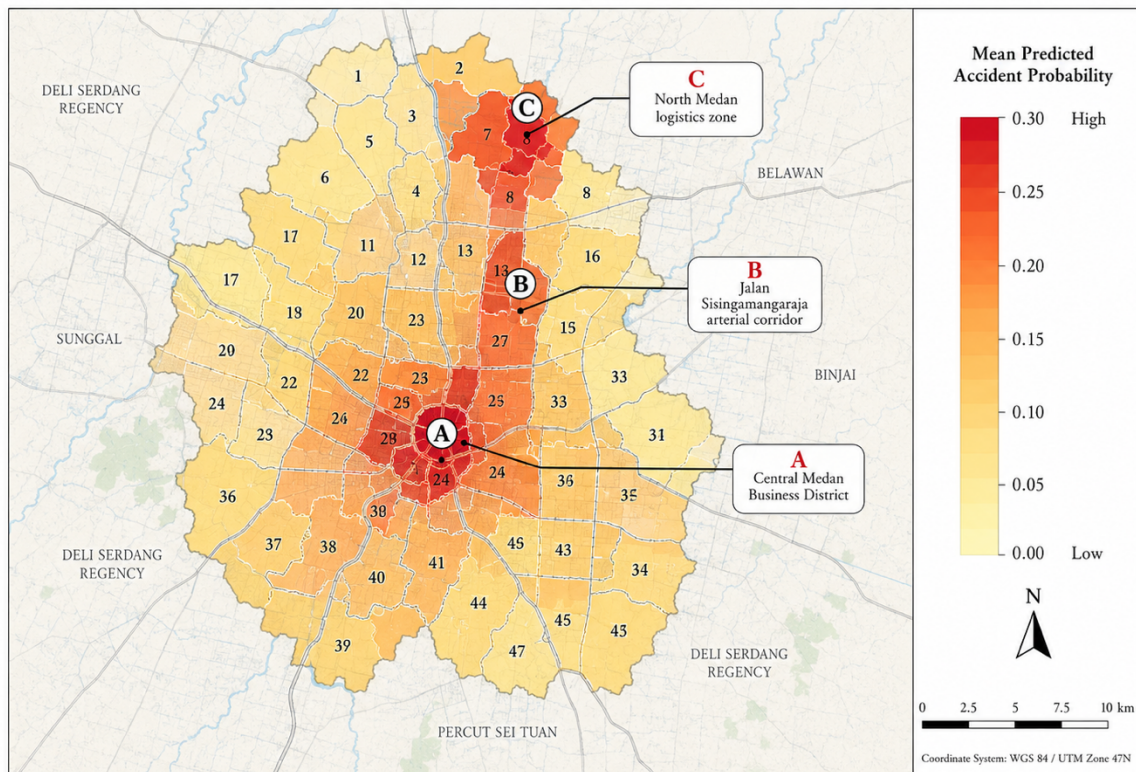 1
2
C
North Medan
logistics zone
DELI SERDANG
REGENCY
3
C
7
8
5
BELAWAN
6
4
8
8
17
11
12
13
13
16
B
B
Jalan
Sisingamangaraja
arterial corridor
17
18
20
23
27
15
SUNGGAL
20
22
22
23
33
BINJAI
24
24
25
25
33
23
28
A
31
A
Central Medan
Business District
36
24
24
36
35
38
DELI SERDANG
REGENCY
37
38
40
41
45
43
34
44
45
43
39
47
DELI SERDANG
REGENCY
PERCUT SEI TUAN
Mean Predicted
Accident Probability
0.30 High
0.25
0.20
0.15
0.10
0.05
0.00 Low
N
0 2.5 5 7.5 10 km
Coordinate System: WGS 84 / UTM Zone 47N